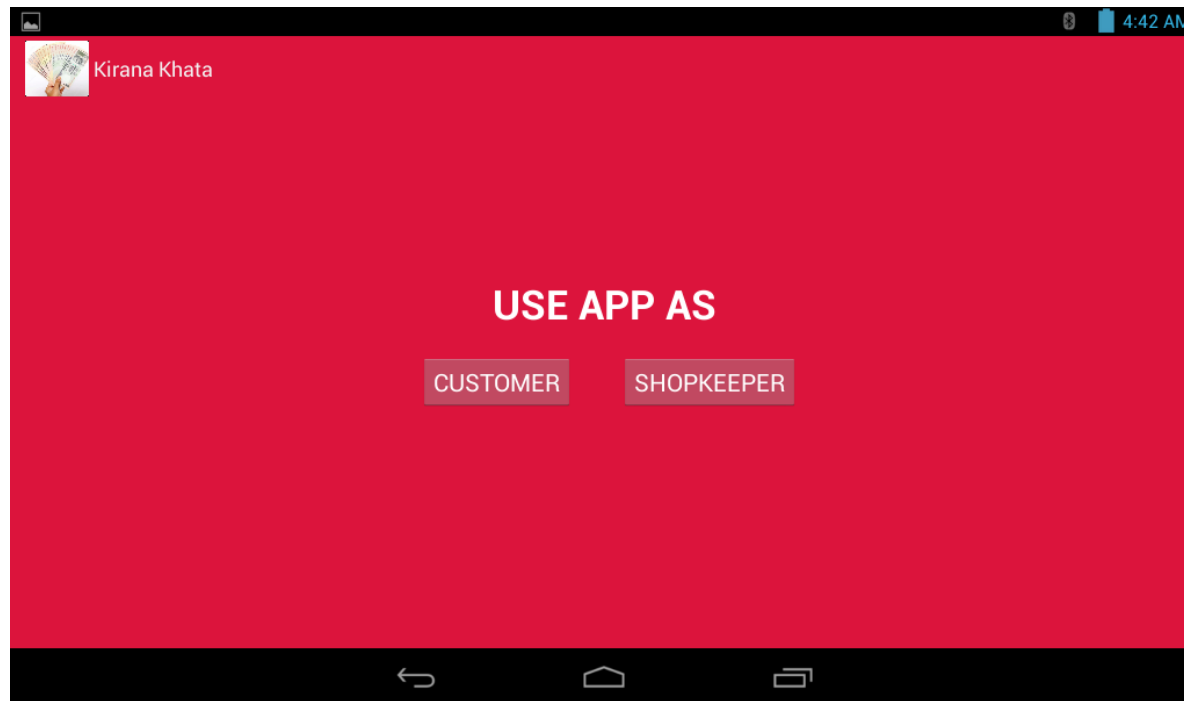 4:42 AM
Kirana Khata
USE APP AS
CUSTOMER
SHOPKEEPER